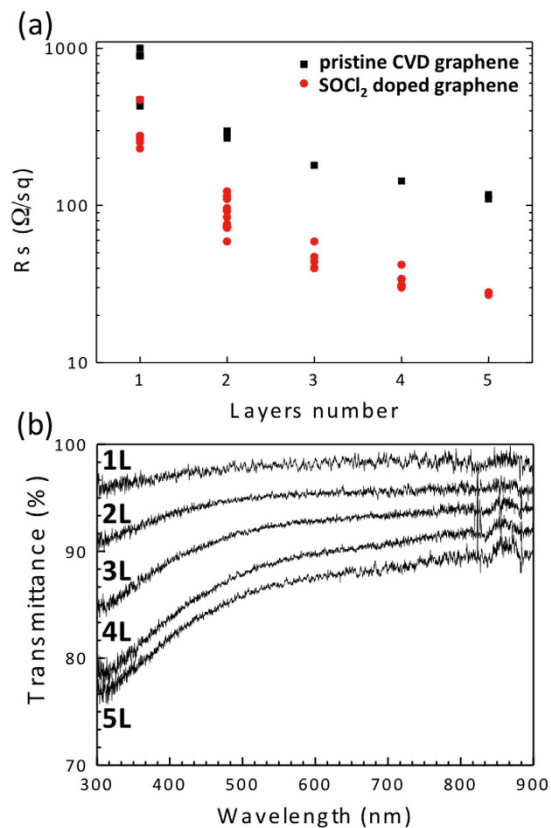 (a)
1000
100
10
Rs (Ω/sq)
pristine CVD graphene
SOCl₂ doped graphene
1 2 3 4 5
Layers number
(b)
100
90
80
70
Transmittance (%)
1L
2L
3L
4L
5L
300 400 500 600 700 800 900
Wavelength (nm)